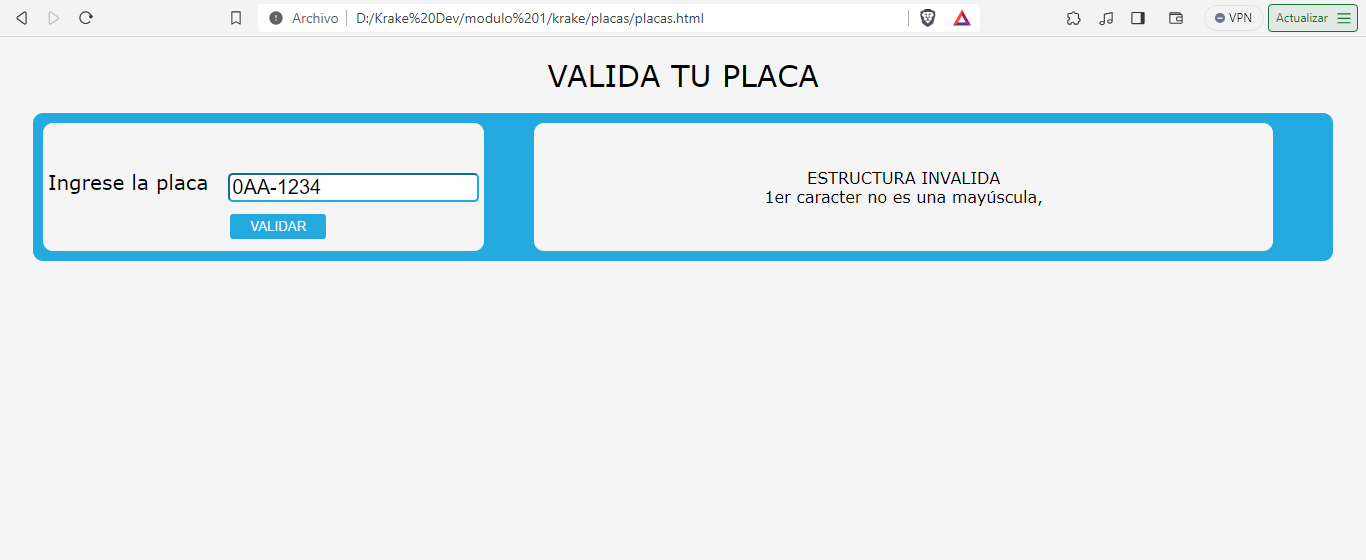 Archivo D:/Krake%20Dev/modulo%201/krake/placas/placas.html VPN Actualizar
VALIDA TU PLACA
Ingrese la placa 0AA-1234
VALIDAR
ESTRUCTURA INVALIDA
1er caracter no es una mayúscula,